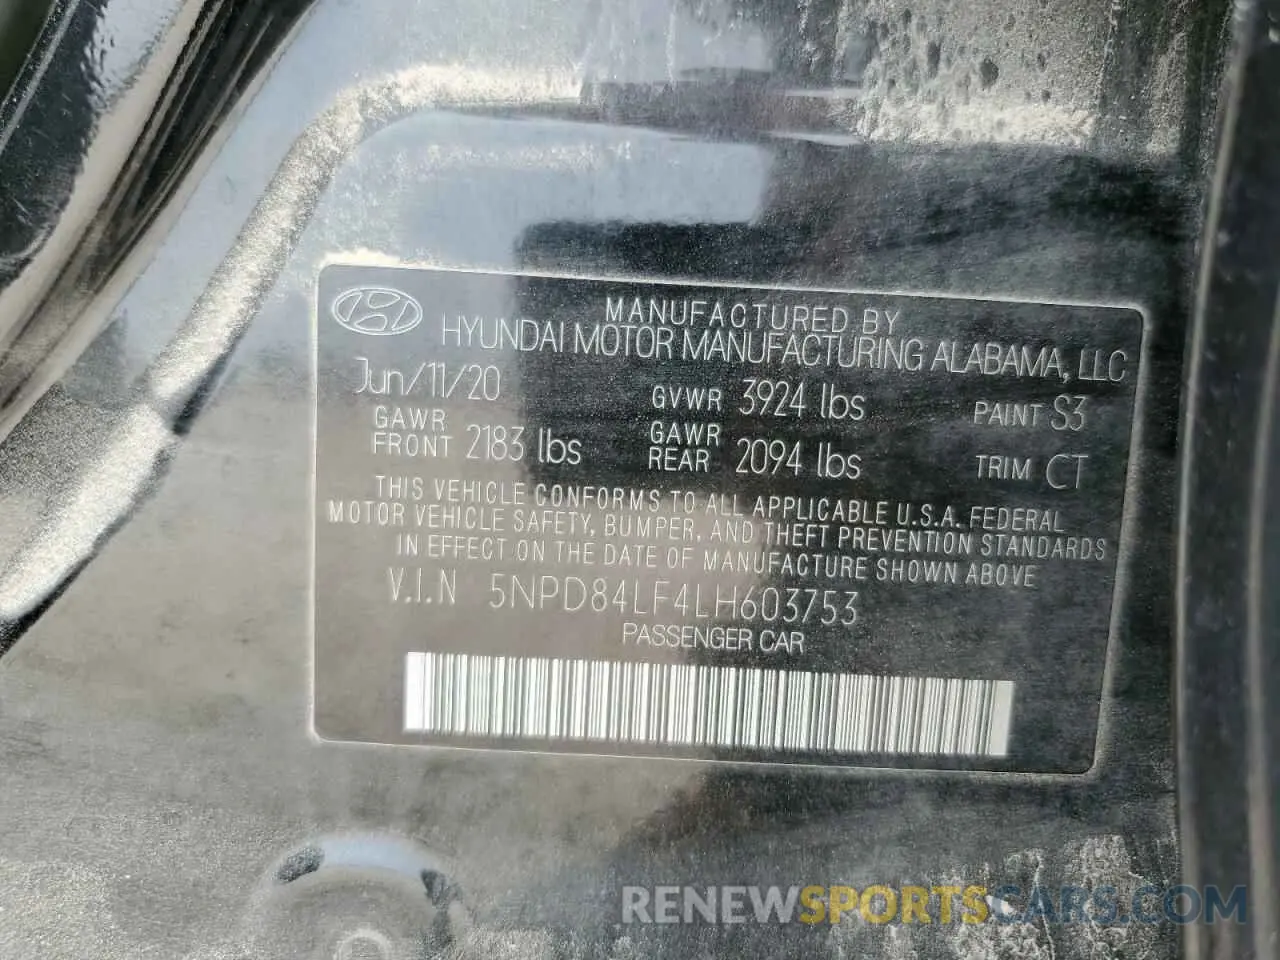 MANUFACTURED BY
HYUNDAI MOTOR MANUFACTURING ALABAMA, LLC
Jun/11/20 GVWR 3924 lbs PAINT S3
GAWR FRONT 2183 lbs GAWR REAR 2094 lbs TRIM CT
THIS VEHICLE CONFORMS TO ALL APPLICABLE U.S.A. FEDERAL
MOTOR VEHICLE SAFETY, BUMPER, AND THEFT PREVENTION STANDARDS
IN EFFECT ON THE DATE OF MANUFACTURE SHOWN ABOVE
V.I.N 5NPD84LF4LH603753
PASSENGER CAR
RENEWSPORTSCARS.COM